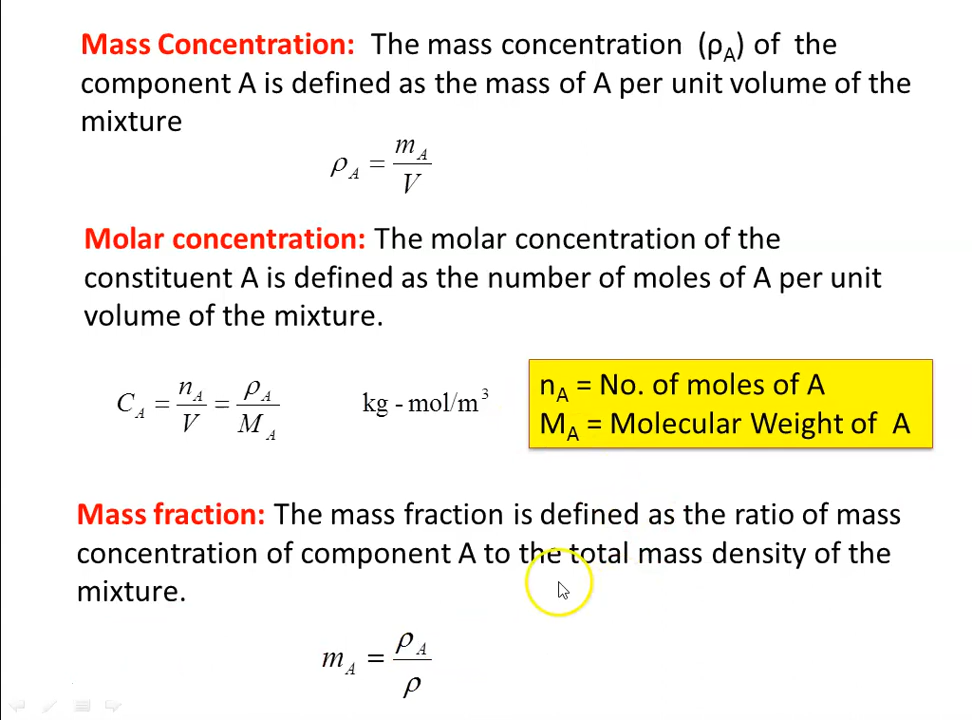 Mass Concentration: The mass concentration (ρA) of the
component A is defined as the mass of A per unit volume of the
mixture
ρA = mA/V
Molar concentration: The molar concentration of the
constituent A is defined as the number of moles of A per unit
volume of the mixture.
CA = nA/V = ρA/MA kg - mol/m³
nA = No. of moles of A
MA = Molecular Weight of A
Mass fraction: The mass fraction is defined as the ratio of mass
concentration of component A to the total mass density of the
mixture.
mA = ρA/ρ